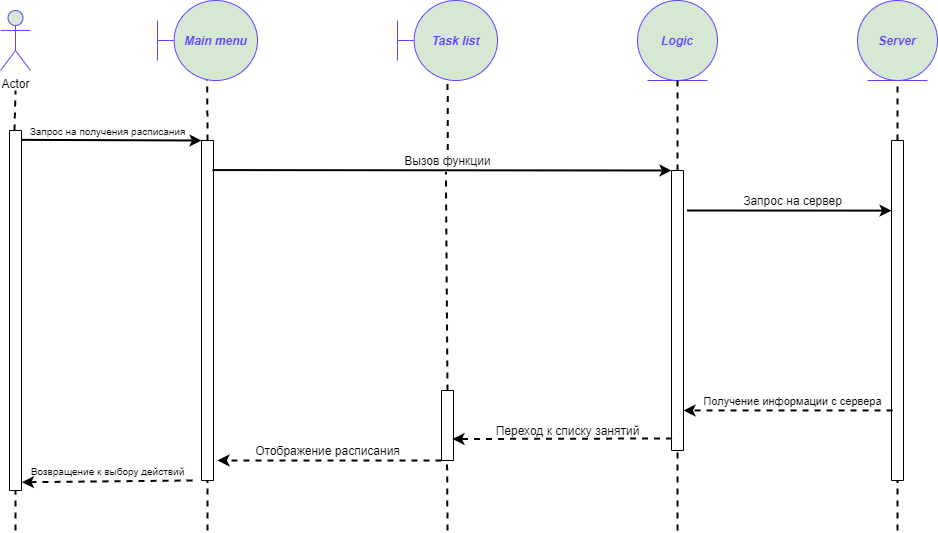 Main menu
Task list
Logic
Server
Actor
Запрос на получения расписания
Вызов функции
Запрос на сервер
Получение информации с сервера
Переход к списку занятий
Отображение расписания
Возвращение к выбору действий